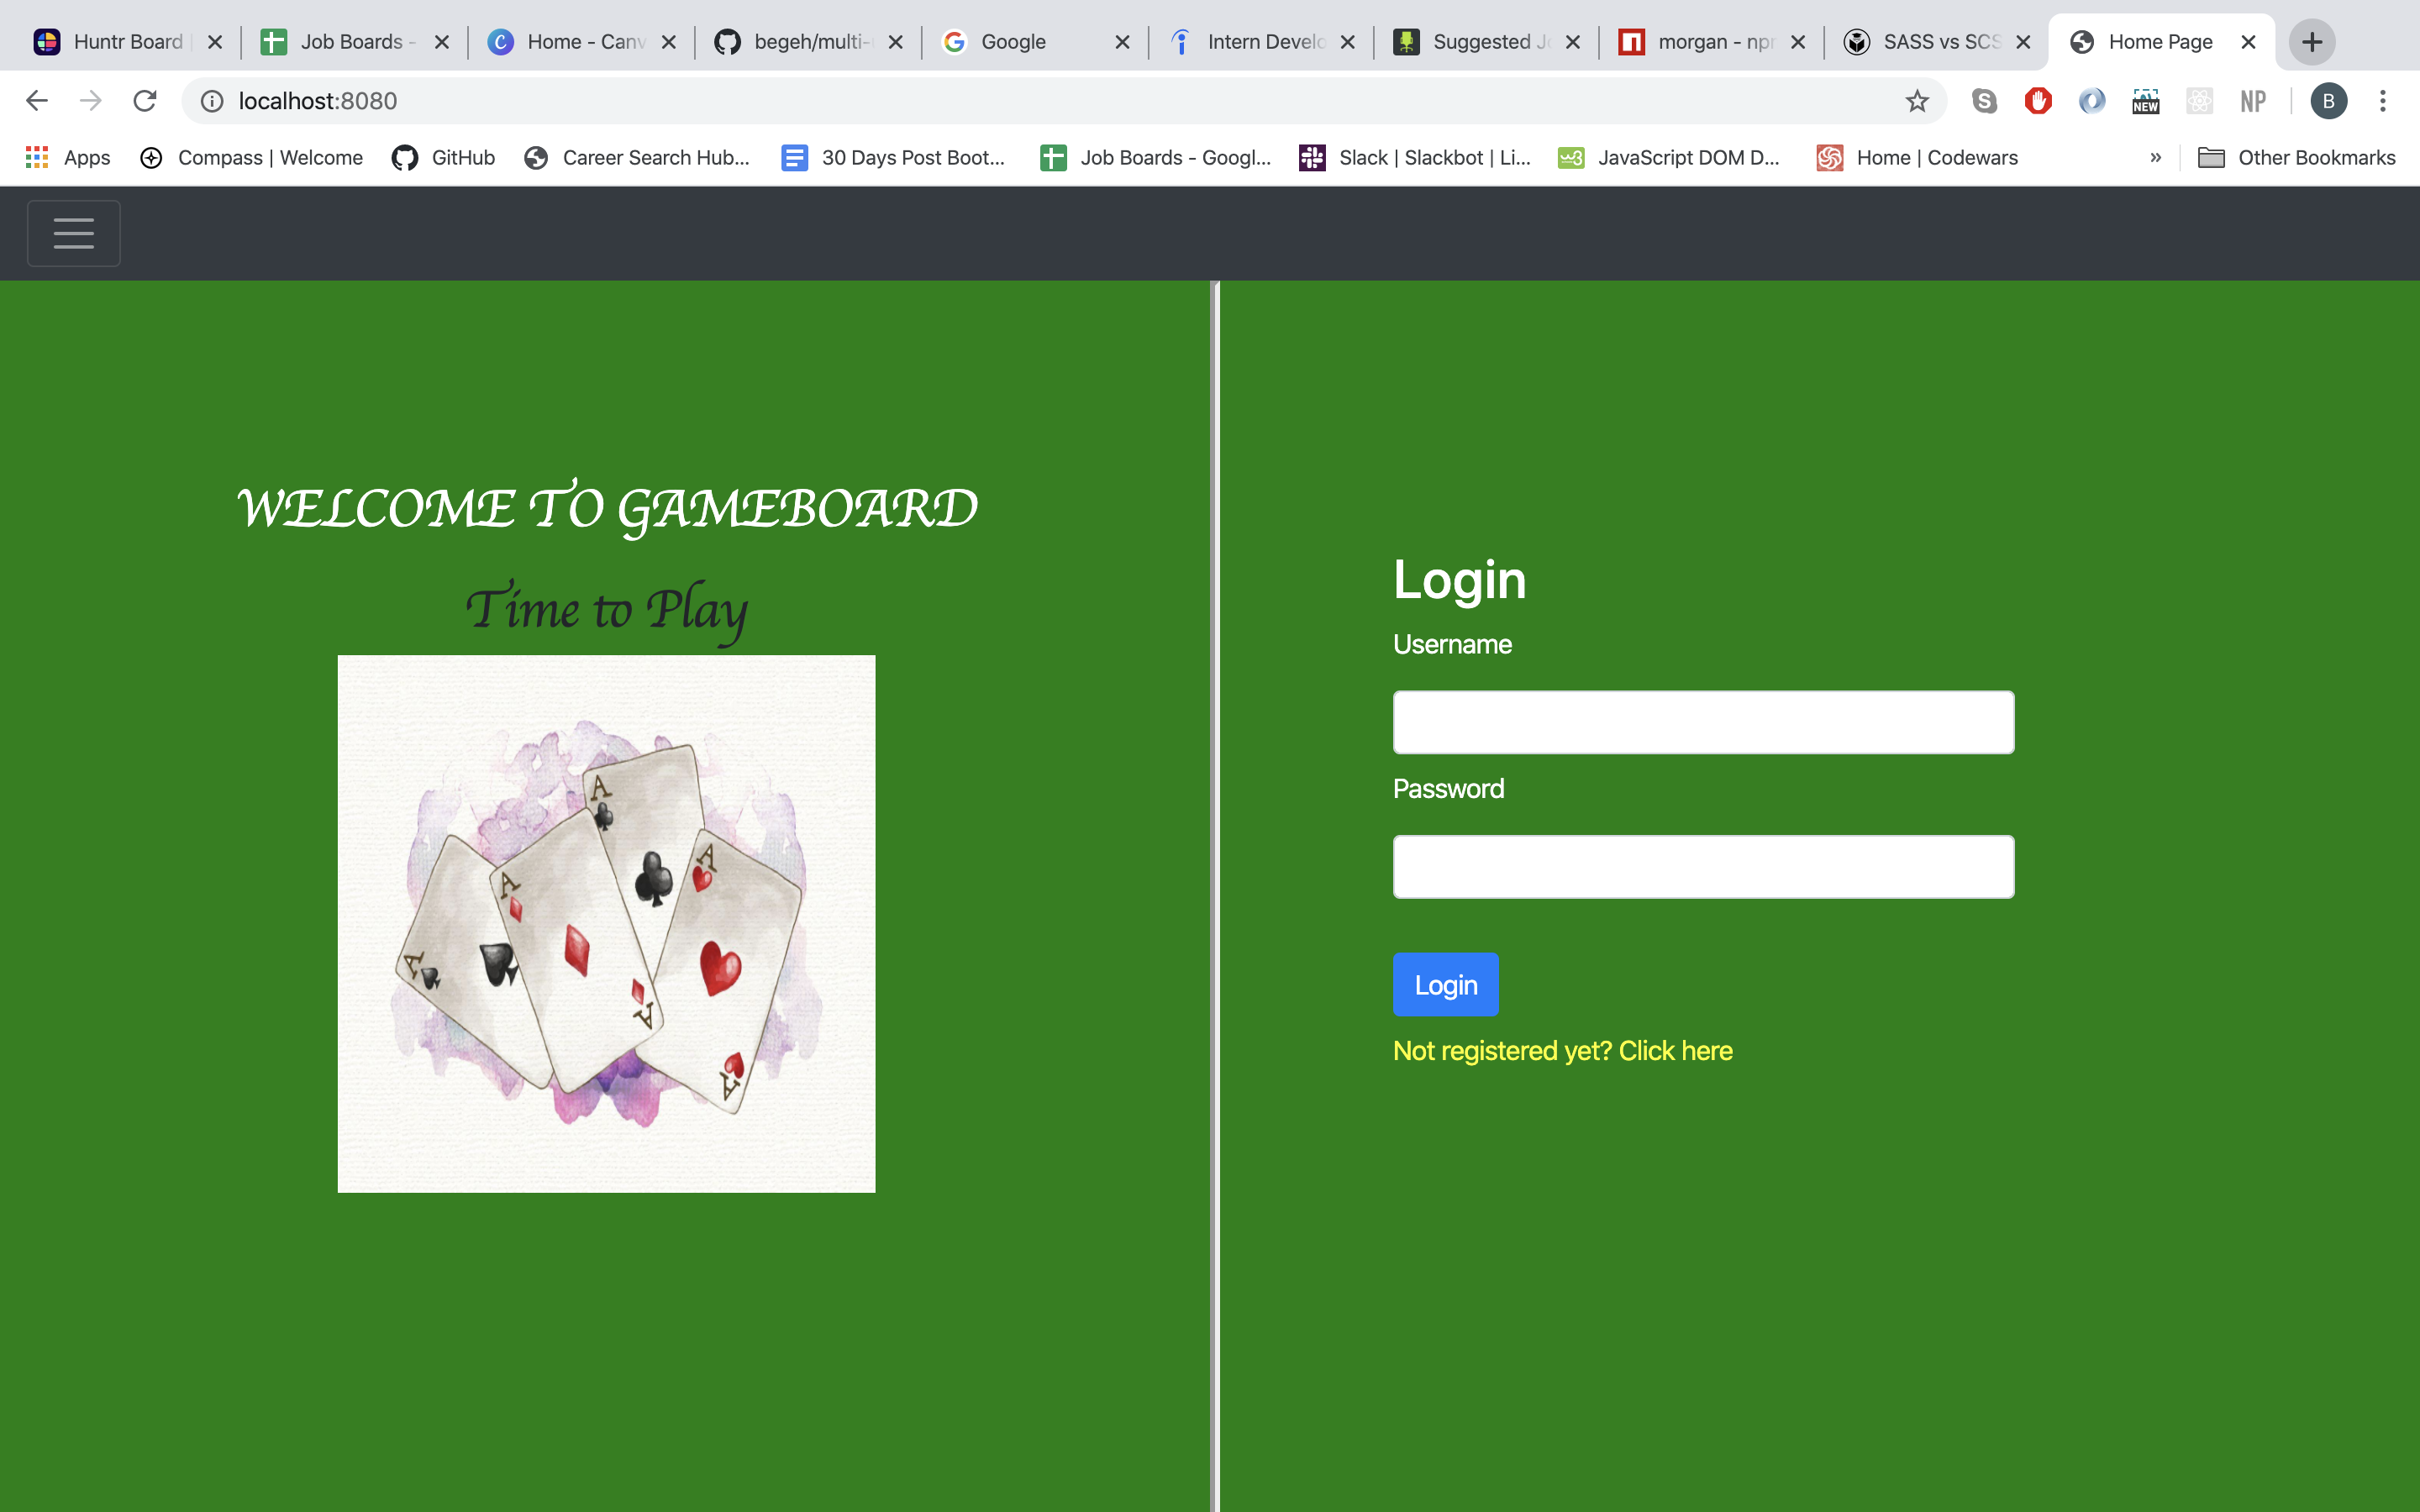 Huntr Board
Job Boards -
Home - Canv
begeh/multi-
Google
Intern Develo
Suggested Jo
morgan - npr
SASS vs SCS
Home Page
localhost:8080
NEW
NP
B
Apps
Compass | Welcome
GitHub
Career Search Hub...
30 Days Post Boot...
Job Boards - Googl...
Slack | Slackbot | Li...
JavaScript DOM D...
Home | Codewars
»
Other Bookmarks
WELCOME TO GAMEBOARD
Time to Play
A
A
A
A
A
A
Login
Username
Password
Login
Not registered yet? Click here